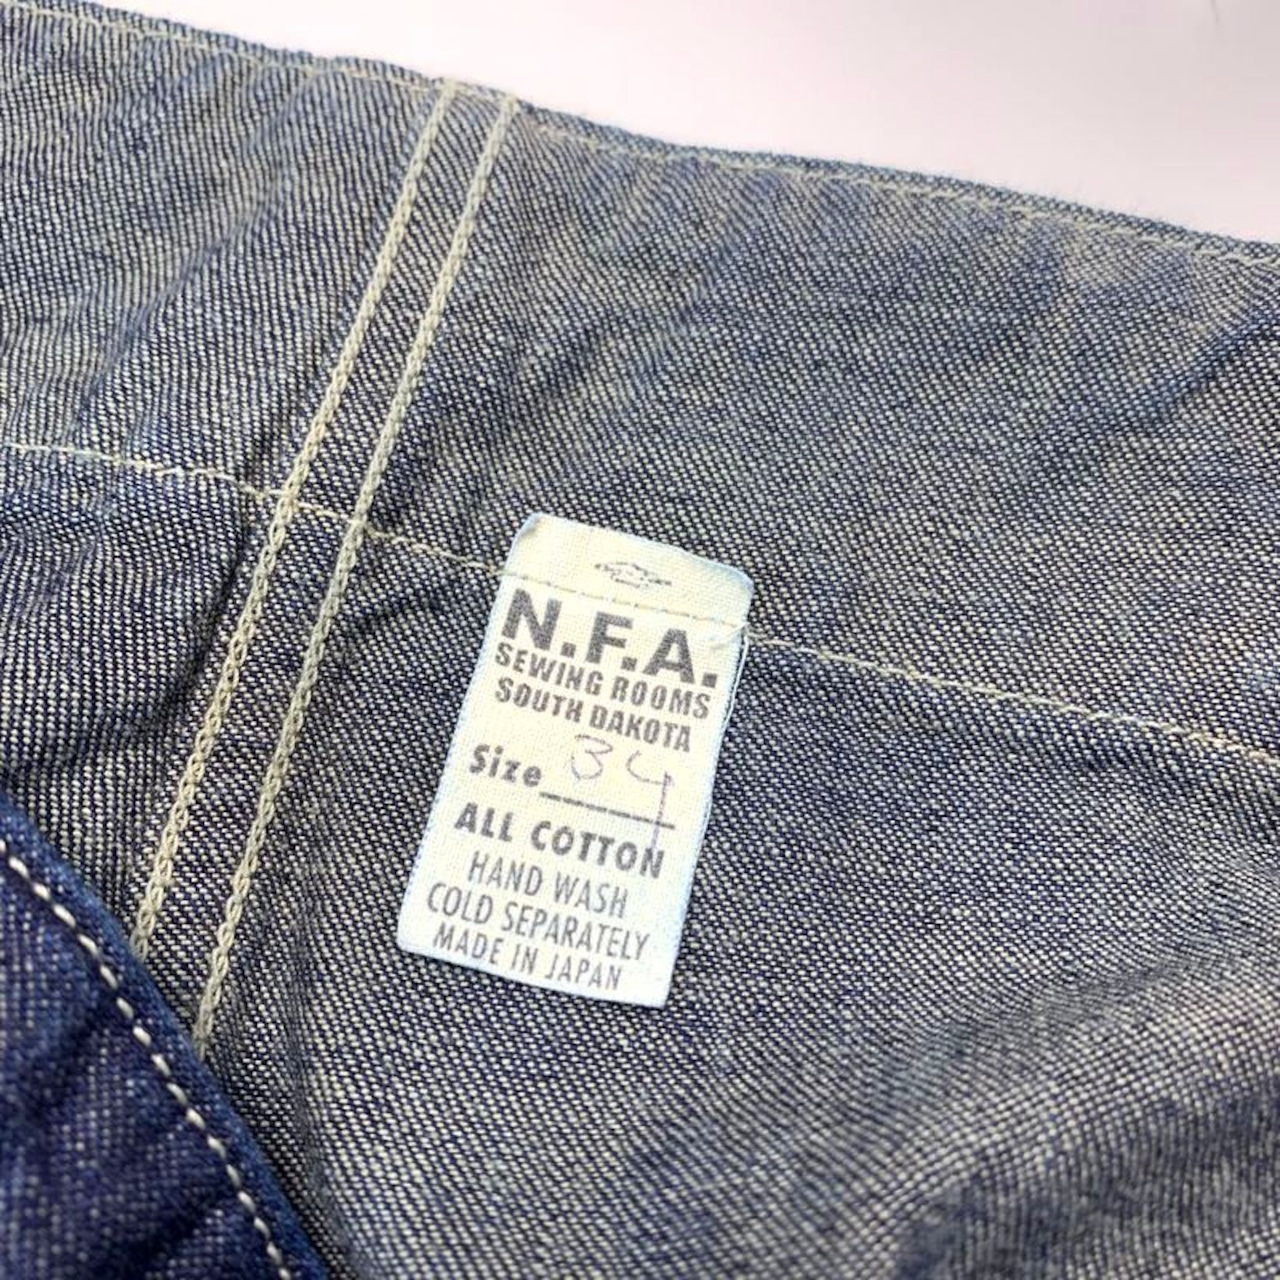 N.F.A.
SEWING ROOMS
SOUTH DAKOTA
Size 34
ALL COTTON
HAND WASH
COLD SEPARATELY
MADE IN JAPAN